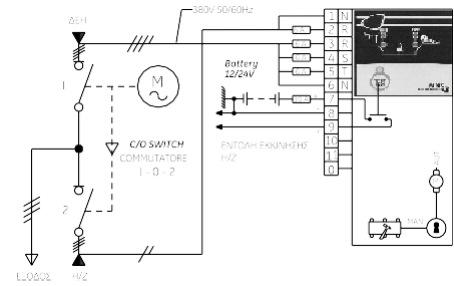 ΔΕΗ
380V 50/60Hz
1 N
2 R
3 R
4 S
5 T
6 N
7
8
9
10
11
0
Battery
12/24V
1
M
C/O SWITCH
COMMUTATORE
1 - 0 - 2
ΕΝΤΟΛΗ ΕΚΚΙΝΗΣΗΣ
Η/Ζ
2
M
MAN
ΕΞΟΔΟΣ
Η/Ζ